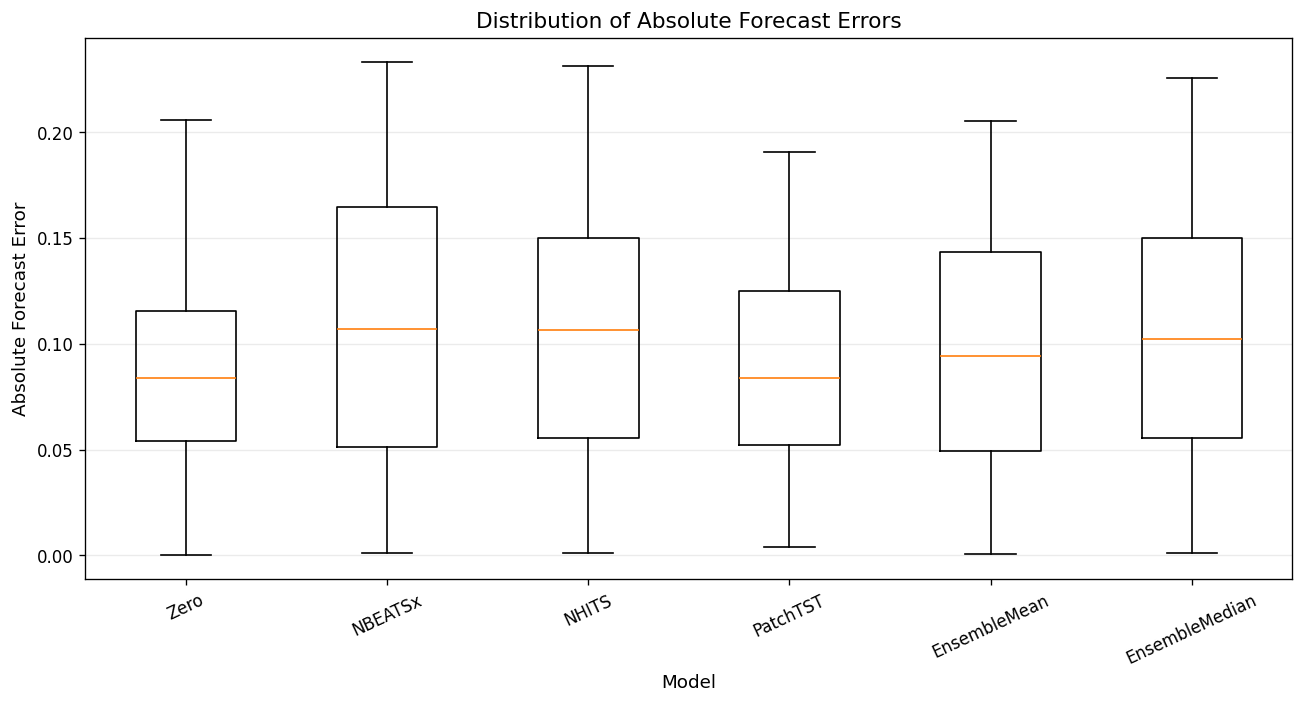 Distribution of Absolute Forecast Errors
Absolute Forecast Error
0.20
0.15
0.10
0.05
0.00
Zero
NBEATSx
NHITS
PatchTST
EnsembleMean
EnsembleMedian
Model